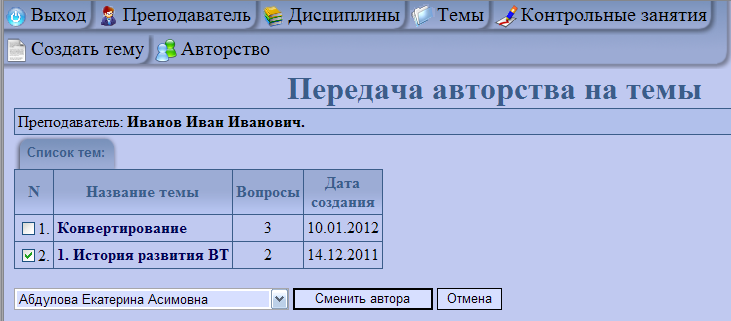 Выход Преподаватель Дисциплины Темы Контрольные занятия
Создать тему Авторство
Передача авторства на темы
Преподаватель: Иванов Иван Иванович.
Список тем:
N Название темы Вопросы Дата создания
1. Конвертирование 3 10.01.2012
2. 1. История развития ВТ 2 14.12.2011
Абдулова Екатерина Асимовна Сменить автора Отмена